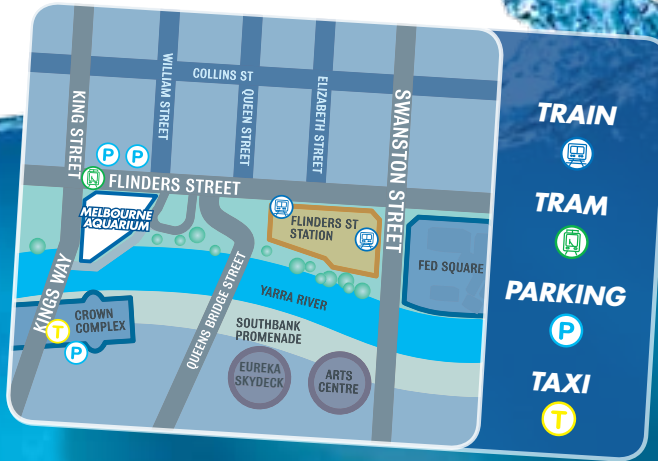 COLLINS ST
WILLIAM STREET
QUEEN STREET
ELIZABETH STREET
KING STREET
SWANSTON STREET
P
P
FLINDERS STREET
MELBOURNE
AQUARIUM
FLINDERS ST
STATION
FED SQUARE
KINGS WAY
QUEENS BRIDGE STREET
YARRA RIVER
CROWN
COMPLEX
T
P
SOUTHBANK
PROMENADE
EUREKA
SKYDECK
ARTS
CENTRE
TRAIN
TRAM
PARKING
P
TAXI
T